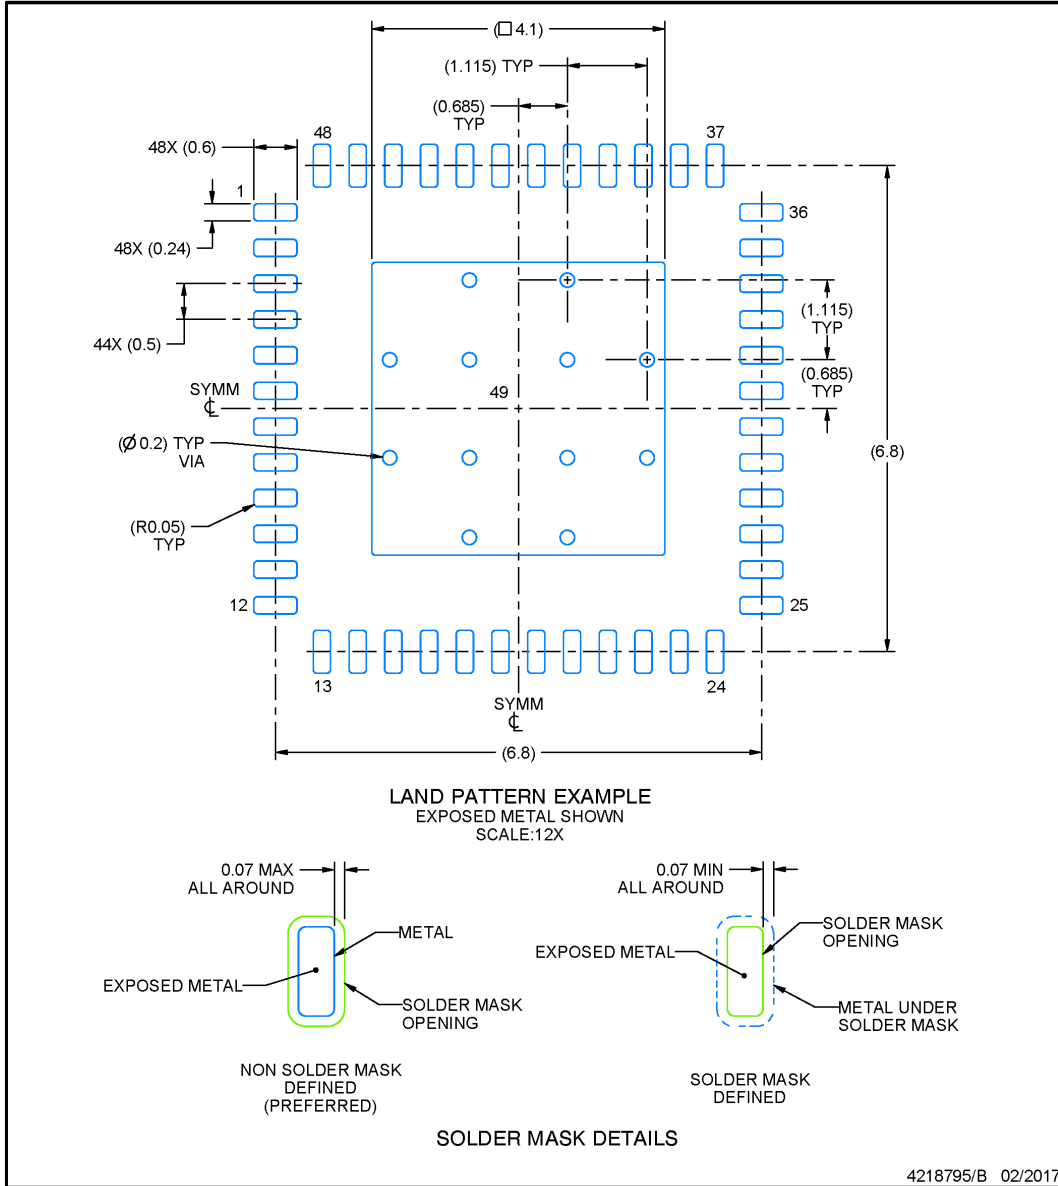 (□ 4.1)
(1.115) TYP
(0.685)
TYP
48
37
48X (0.6)
1
36
48X (0.24)
44X (0.5)
(1.115)
TYP
(0.685)
TYP
SYMM
℄
49
(Ø 0.2) TYP
VIA
(6.8)
(R0.05)
TYP
12
25
13
24
SYMM
℄
(6.8)
LAND PATTERN EXAMPLE
EXPOSED METAL SHOWN
SCALE:12X
0.07 MAX
ALL AROUND
METAL
EXPOSED METAL
SOLDER MASK
OPENING
NON SOLDER MASK
DEFINED
(PREFERRED)
0.07 MIN
ALL AROUND
SOLDER MASK
OPENING
EXPOSED METAL
METAL UNDER
SOLDER MASK
SOLDER MASK
DEFINED
SOLDER MASK DETAILS
4218795/B 02/2017